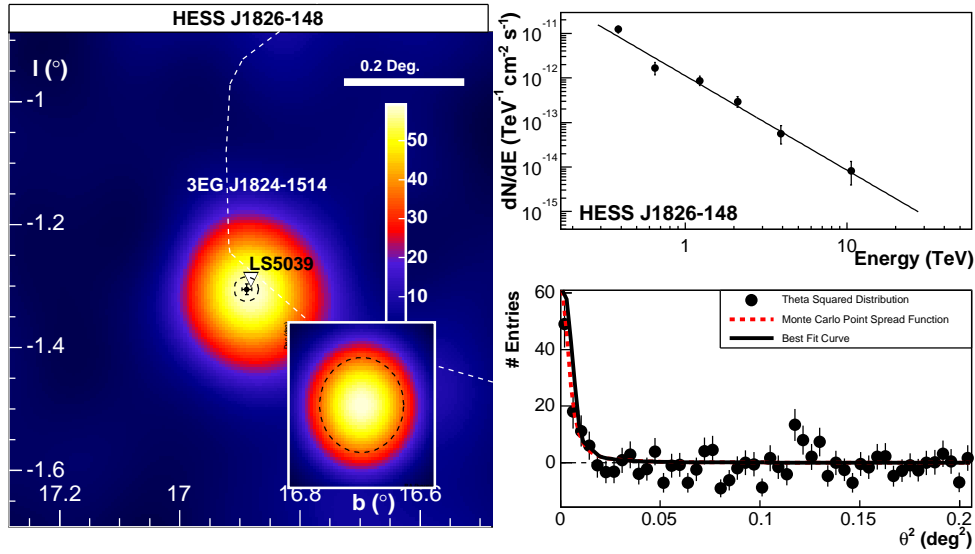 HESS J1826-148
l (°)
0.2 Deg.
-1
50
40
3EG J1824-1514
30
-1.2
20
LS5039
10
-1.4
-1.6
17.2
17
16.8
16.6
b (°)
dN/dE (TeV⁻¹ cm⁻² s⁻¹)
10⁻¹¹
10⁻¹²
10⁻¹³
10⁻¹⁴
10⁻¹⁵
HESS J1826-148
1
10
Energy (TeV)
# Entries
60
40
20
0
Theta Squared Distribution
Monte Carlo Point Spread Function
Best Fit Curve
0
0.05
0.1
0.15
0.2
θ² (deg²)